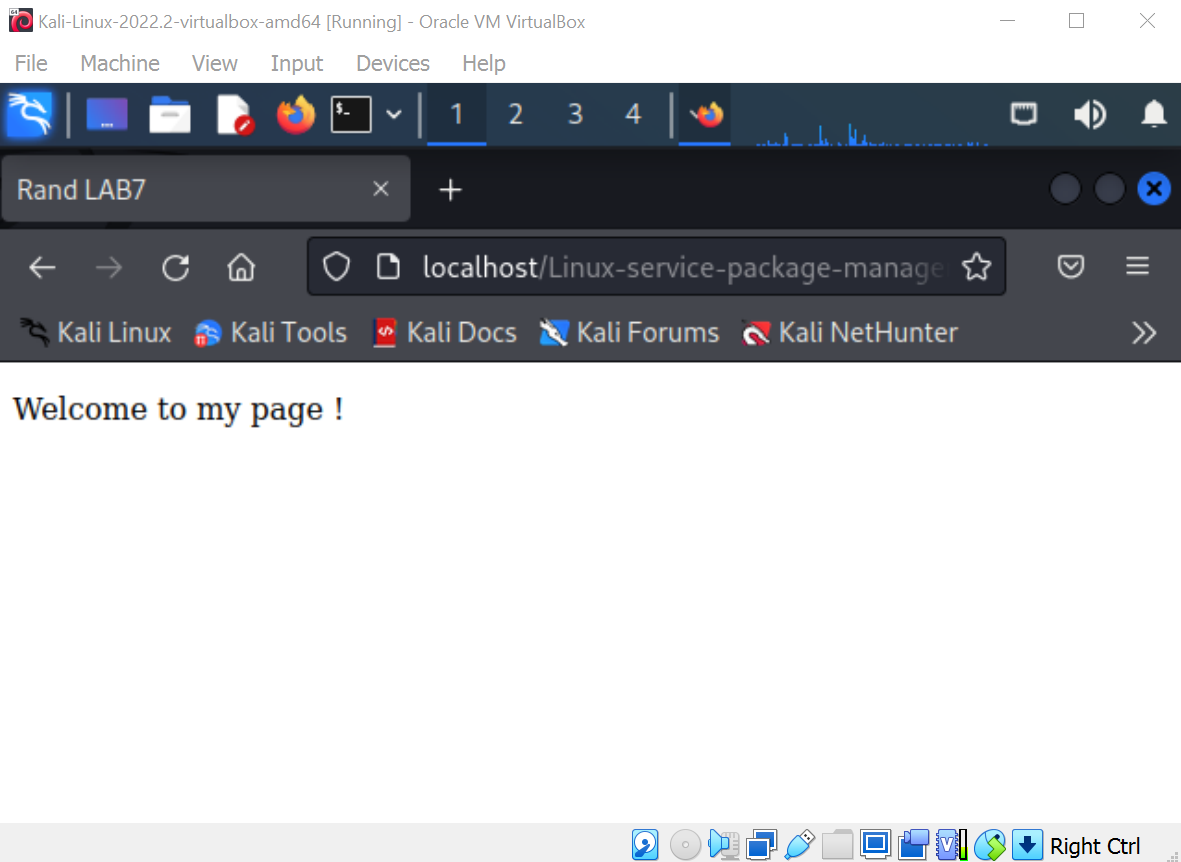 Kali-Linux-2022.2-virtualbox-amd64 [Running] - Oracle VM VirtualBox
File Machine View Input Devices Help
1 2 3 4
Rand LAB7
localhost/Linux-service-package-manage
Kali Linux Kali Tools Kali Docs Kali Forums Kali NetHunter
Welcome to my page !
Right Ctrl